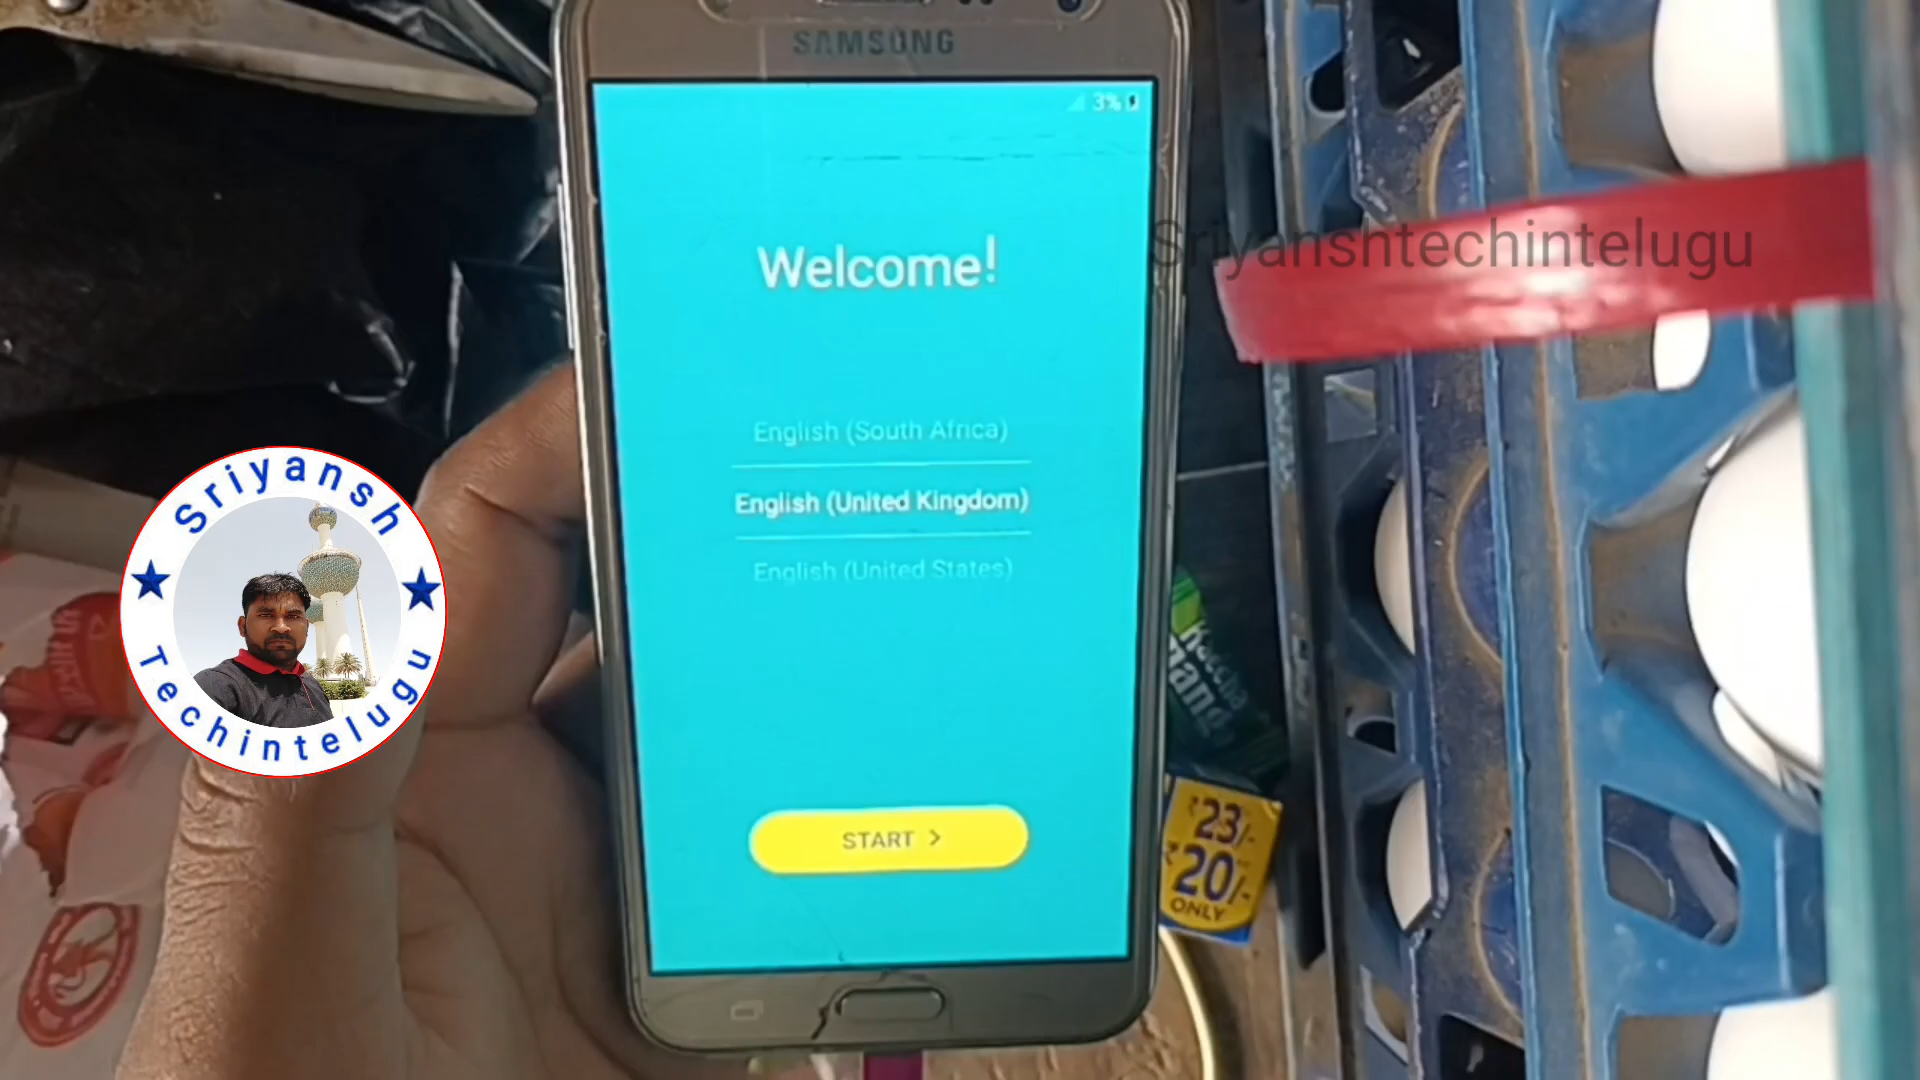 SAMSUNG
3%
Welcome!
English (South Africa)
English (United Kingdom)
English (United States)
START >
Sriyanshtechintelugu
Sriyansh
Techintelugu
₹23/-
₹20/-
ONLY